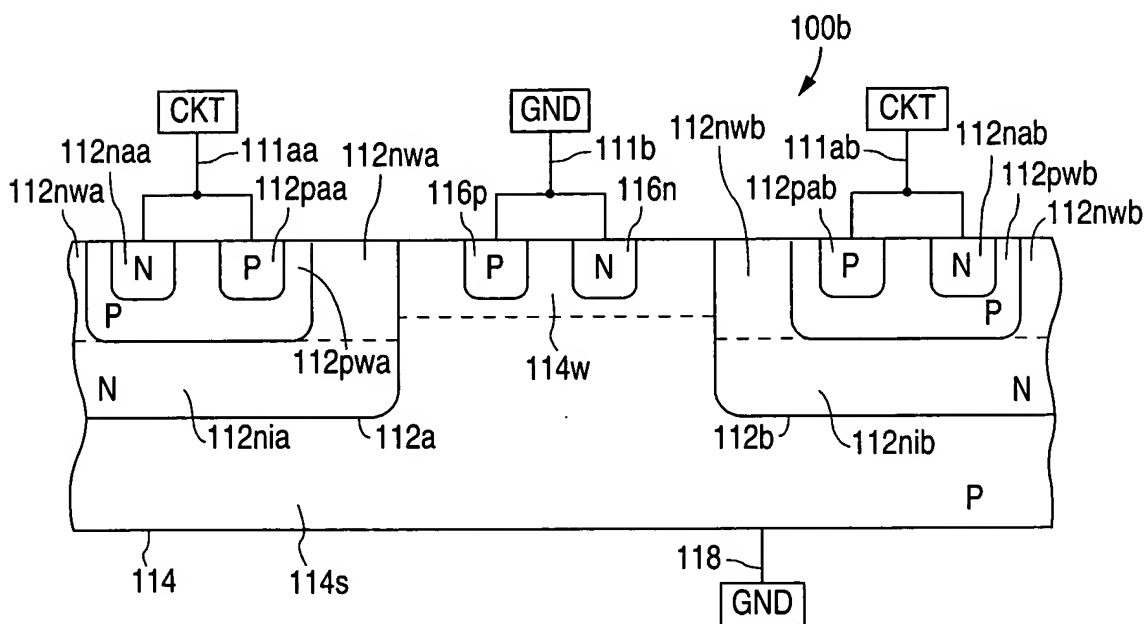 100b
CKT GND CKT
112naa 111aa 112nwa 111b 112nwb 111ab 112nab
112nwa 112paa 116p 116n 112pab 112pwb
112nwb
N P P N P N
P P
112pwa 114w
N N
112nia 112a 112b 112nib
P
114 114s 118
GND